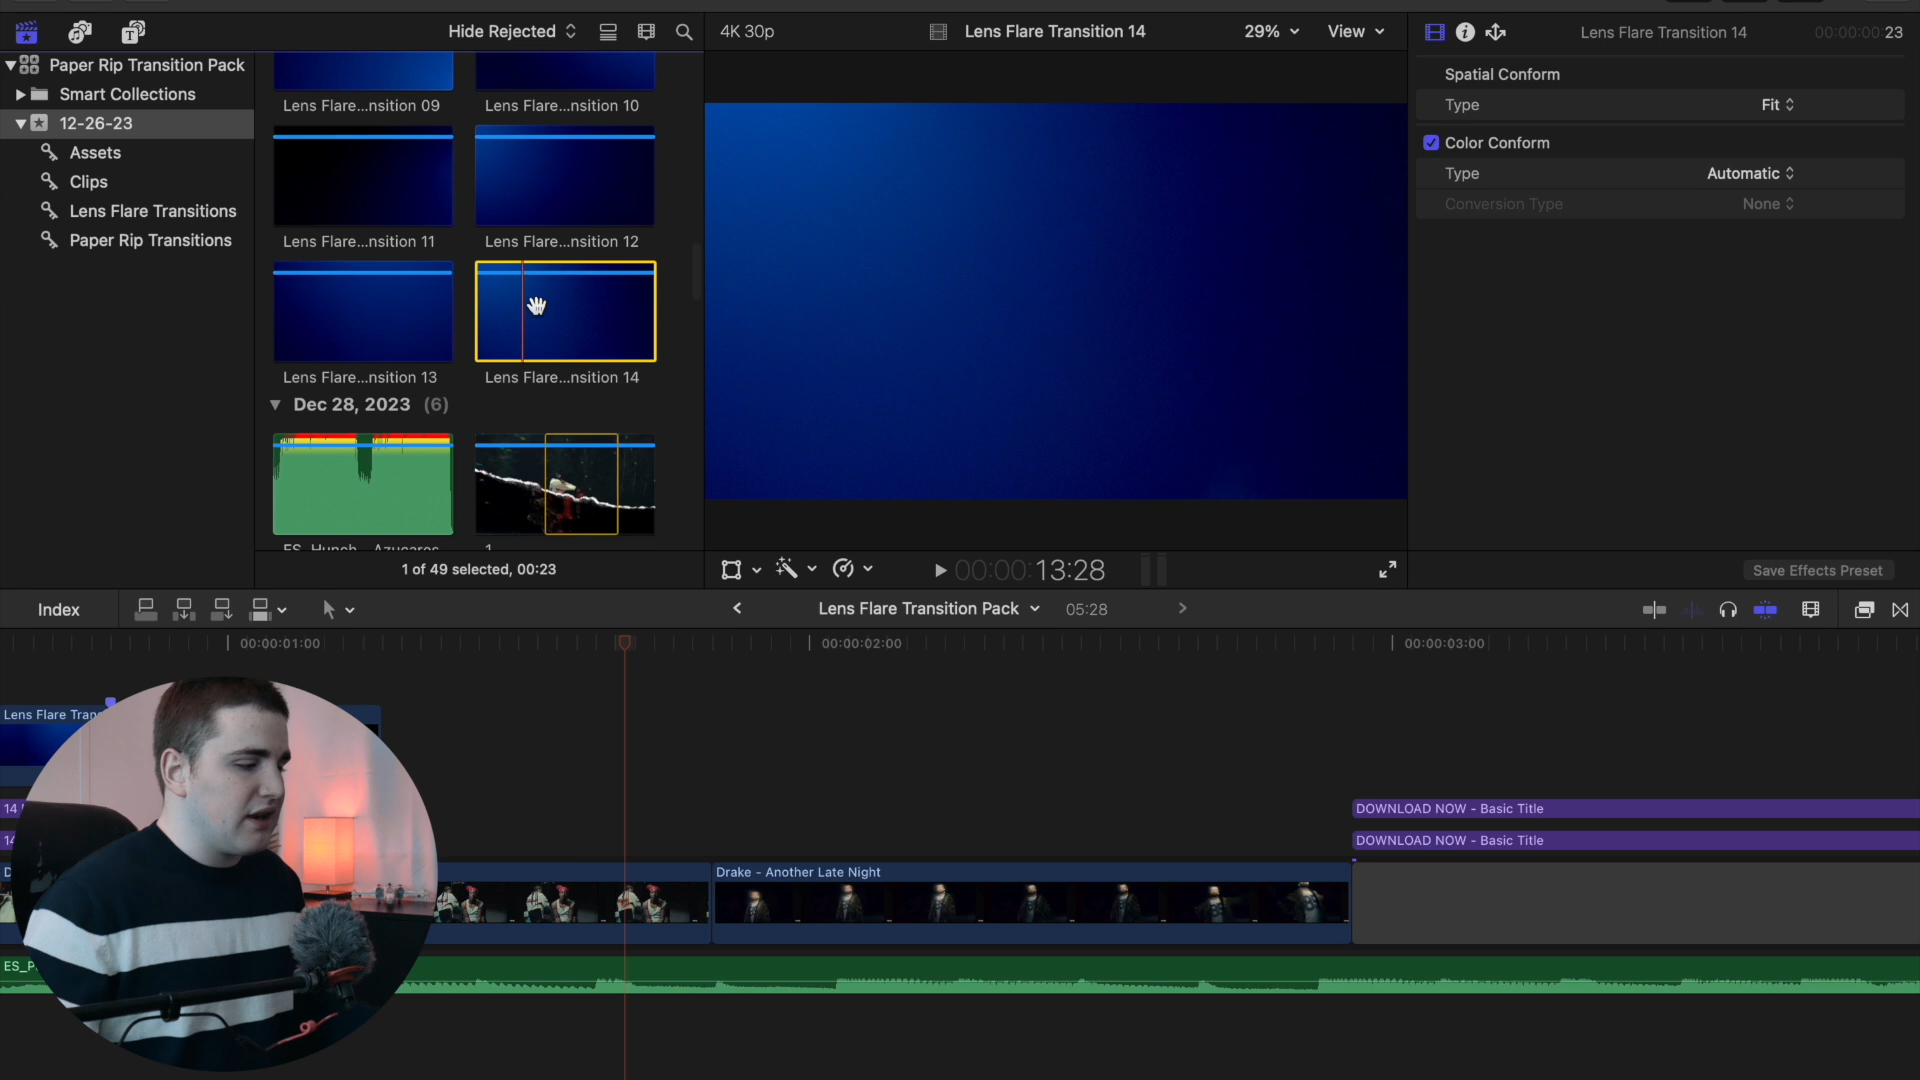 Hide Rejected
4K 30p
Lens Flare Transition 14
29%
View
Lens Flare Transition 14
00:00:00:23
Paper Rip Transition Pack
Smart Collections
12-26-23
Assets
Clips
Lens Flare Transitions
Paper Rip Transitions
Lens Flare...nsition 09
Lens Flare...nsition 10
Lens Flare...nsition 11
Lens Flare...nsition 12
Lens Flare...nsition 13
Lens Flare...nsition 14
Dec 28, 2023 (6)
ES_Hunch - Azucares
1
1 of 49 selected, 00:23
Spatial Conform
Type
Fit
Color Conform
Type
Automatic
Conversion Type
None
00:00:13:28
Save Effects Preset
Index
Lens Flare Transition Pack
05:28
00:00:01:00
00:00:02:00
00:00:03:00
Lens Flare Tran
14
14
DOWNLOAD NOW - Basic Title
DOWNLOAD NOW - Basic Title
D
Drake - Another Late Night
ES_P